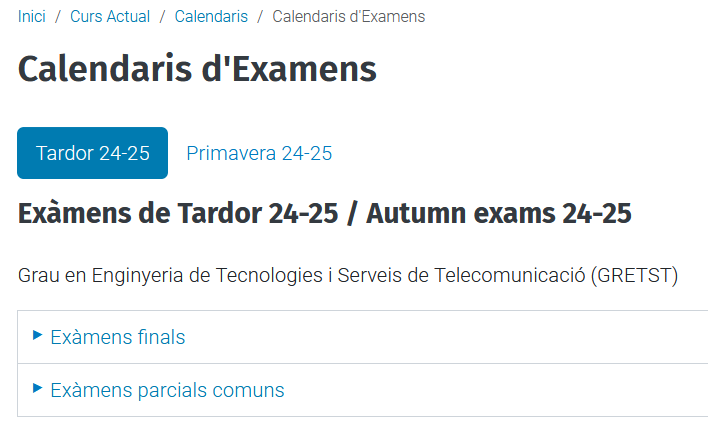 Inici / Curs Actual / Calendaris / Calendaris d'Examens
Calendaris d'Examens
Tardor 24-25 Primavera 24-25
Exàmens de Tardor 24-25 / Autumn exams 24-25
Grau en Enginyeria de Tecnologies i Serveis de Telecomunicació (GRETST)
Exàmens finals
Exàmens parcials comuns